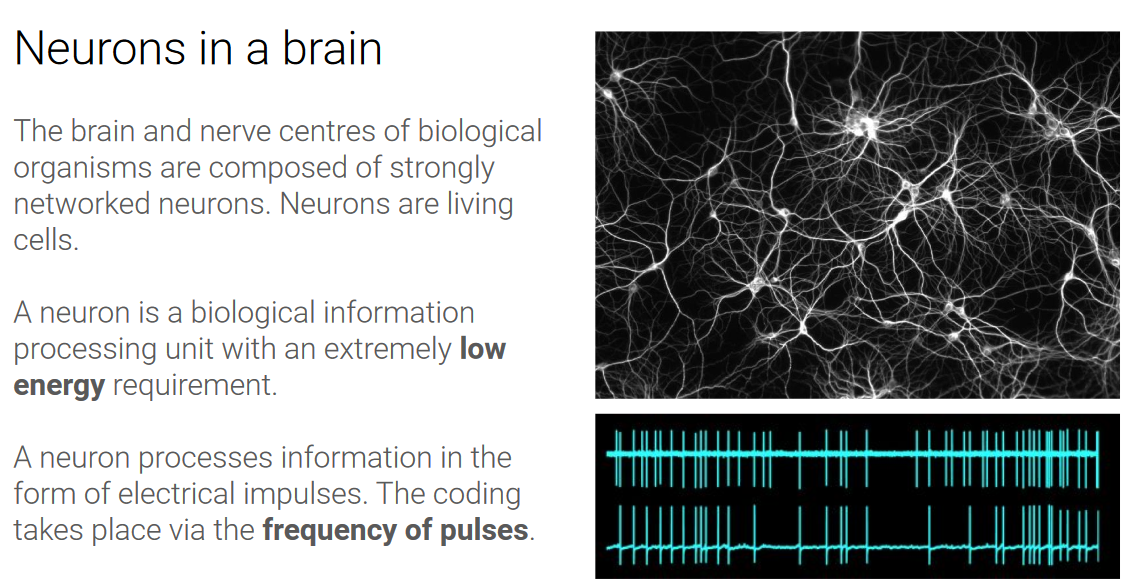 Neurons in a brain
The brain and nerve centres of biological
organisms are composed of strongly
networked neurons. Neurons are living
cells.
A neuron is a biological information
processing unit with an extremely low
energy requirement.
A neuron processes information in the
form of electrical impulses. The coding
takes place via the frequency of pulses.